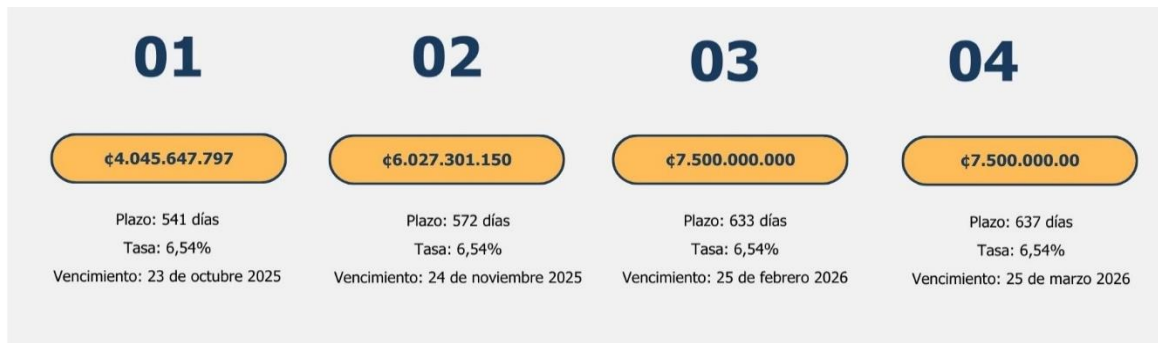 01
₡4.045.647.797
Plazo: 541 días
Tasa: 6,54%
Vencimiento: 23 de octubre 2025
02
₡6.027.301.150
Plazo: 572 días
Tasa: 6,54%
Vencimiento: 24 de noviembre 2025
03
₡7.500.000.000
Plazo: 633 días
Tasa: 6,54%
Vencimiento: 25 de febrero 2026
04
₡7.500.000.00
Plazo: 637 días
Tasa: 6,54%
Vencimiento: 25 de marzo 2026